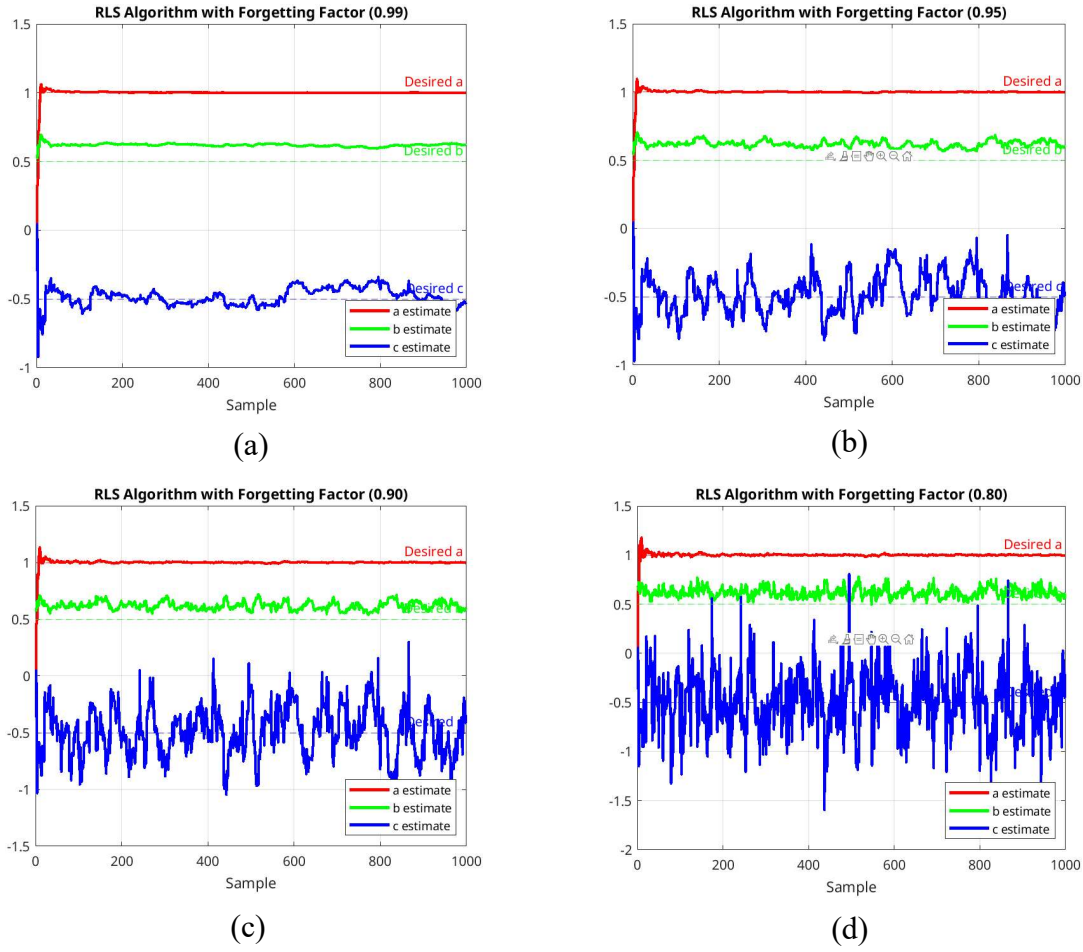 RLS Algorithm with Forgetting Factor (0.99)
1.5
1
0.5
0
-0.5
-1
Desired a
Desired b
Desired c
a estimate
b estimate
c estimate
0
200
400
600
800
1000
Sample
(a)
RLS Algorithm with Forgetting Factor (0.95)
1.5
1
0.5
0
-0.5
-1
Desired a
Desired b
Desired c
a estimate
b estimate
c estimate
0
200
400
600
800
1000
Sample
(b)
RLS Algorithm with Forgetting Factor (0.90)
1.5
1
0.5
0
-0.5
-1
-1.5
Desired a
Desired
a estimate
b estimate
c estimate
0
200
400
600
800
1000
Sample
(c)
RLS Algorithm with Forgetting Factor (0.80)
1.5
1
0.5
0
-0.5
-1
-1.5
-2
Desired a
a estimate
b estimate
c estimate
0
200
400
600
800
1000
Sample
(d)